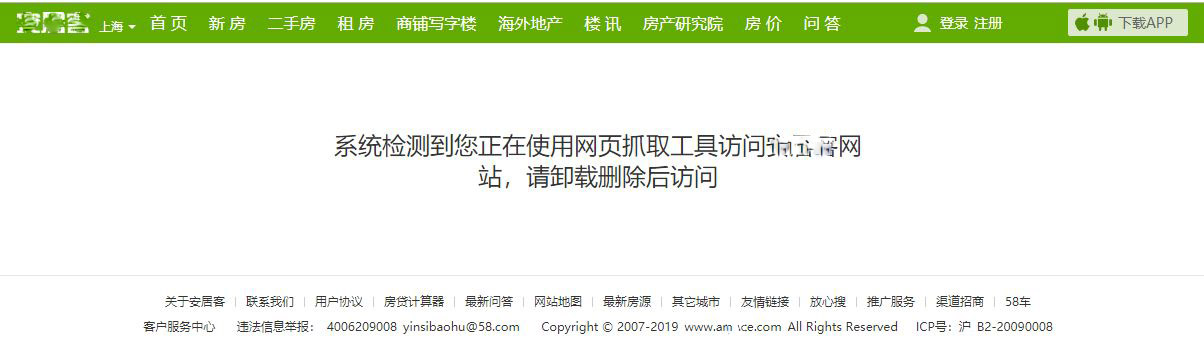 上海 首 页 新 房 二手房 租 房 商铺写字楼 海外地产 楼 讯 房产研究院 房 价 问 答 登录 注册 下载APP
系统检测到您正在使用网页抓取工具访问 网
站，请卸载删除后访问
关于安居客 联系我们 用户协议 房贷计算器 最新问答 网站地图 最新房源 其它城市 友情链接 放心搜 推广服务 渠道招商 58车
客户服务中心 违法信息举报： 4006209008 yinsibaohu@58.com Copyright © 2007-2019 All Rights Reserved ICP号：沪 B2-20090008